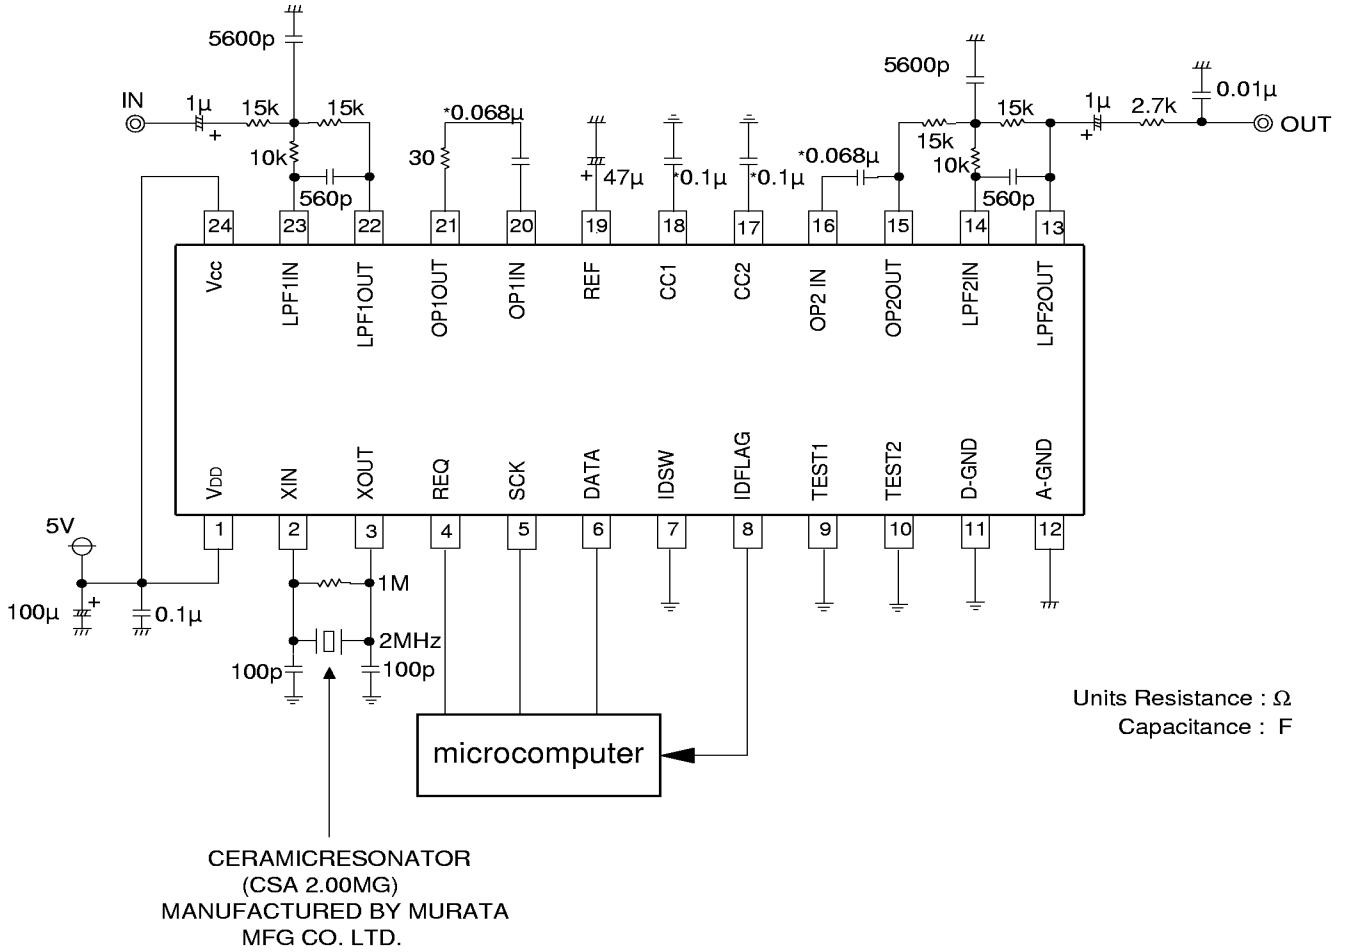 5600p
5600p
IN
1μ
15k
15k
*0.068μ
15k
1μ
2.7k
0.01μ
OUT
10k
30
+
47μ
*0.1μ
*0.1μ
*0.068μ
15k
10k
+
+
560p
560p
24 23 22 21 20 19 18 17 16 15 14 13
Vcc LPF1IN LPF1OUT OP1OUT OP1IN REF CC1 CC2 OP2 IN OP2OUT LPF2IN LPF2OUT
VDD XIN XOUT REQ SCK DATA IDSW IDFLAG TEST1 TEST2 D-GND A-GND
1 2 3 4 5 6 7 8 9 10 11 12
5V
100μ
+
0.1μ
1M
2MHz
100p
100p
microcomputer
Units Resistance : Ω
Capacitance : F
CERAMICRESONATOR
(CSA 2.00MG)
MANUFACTURED BY MURATA
MFG CO. LTD.